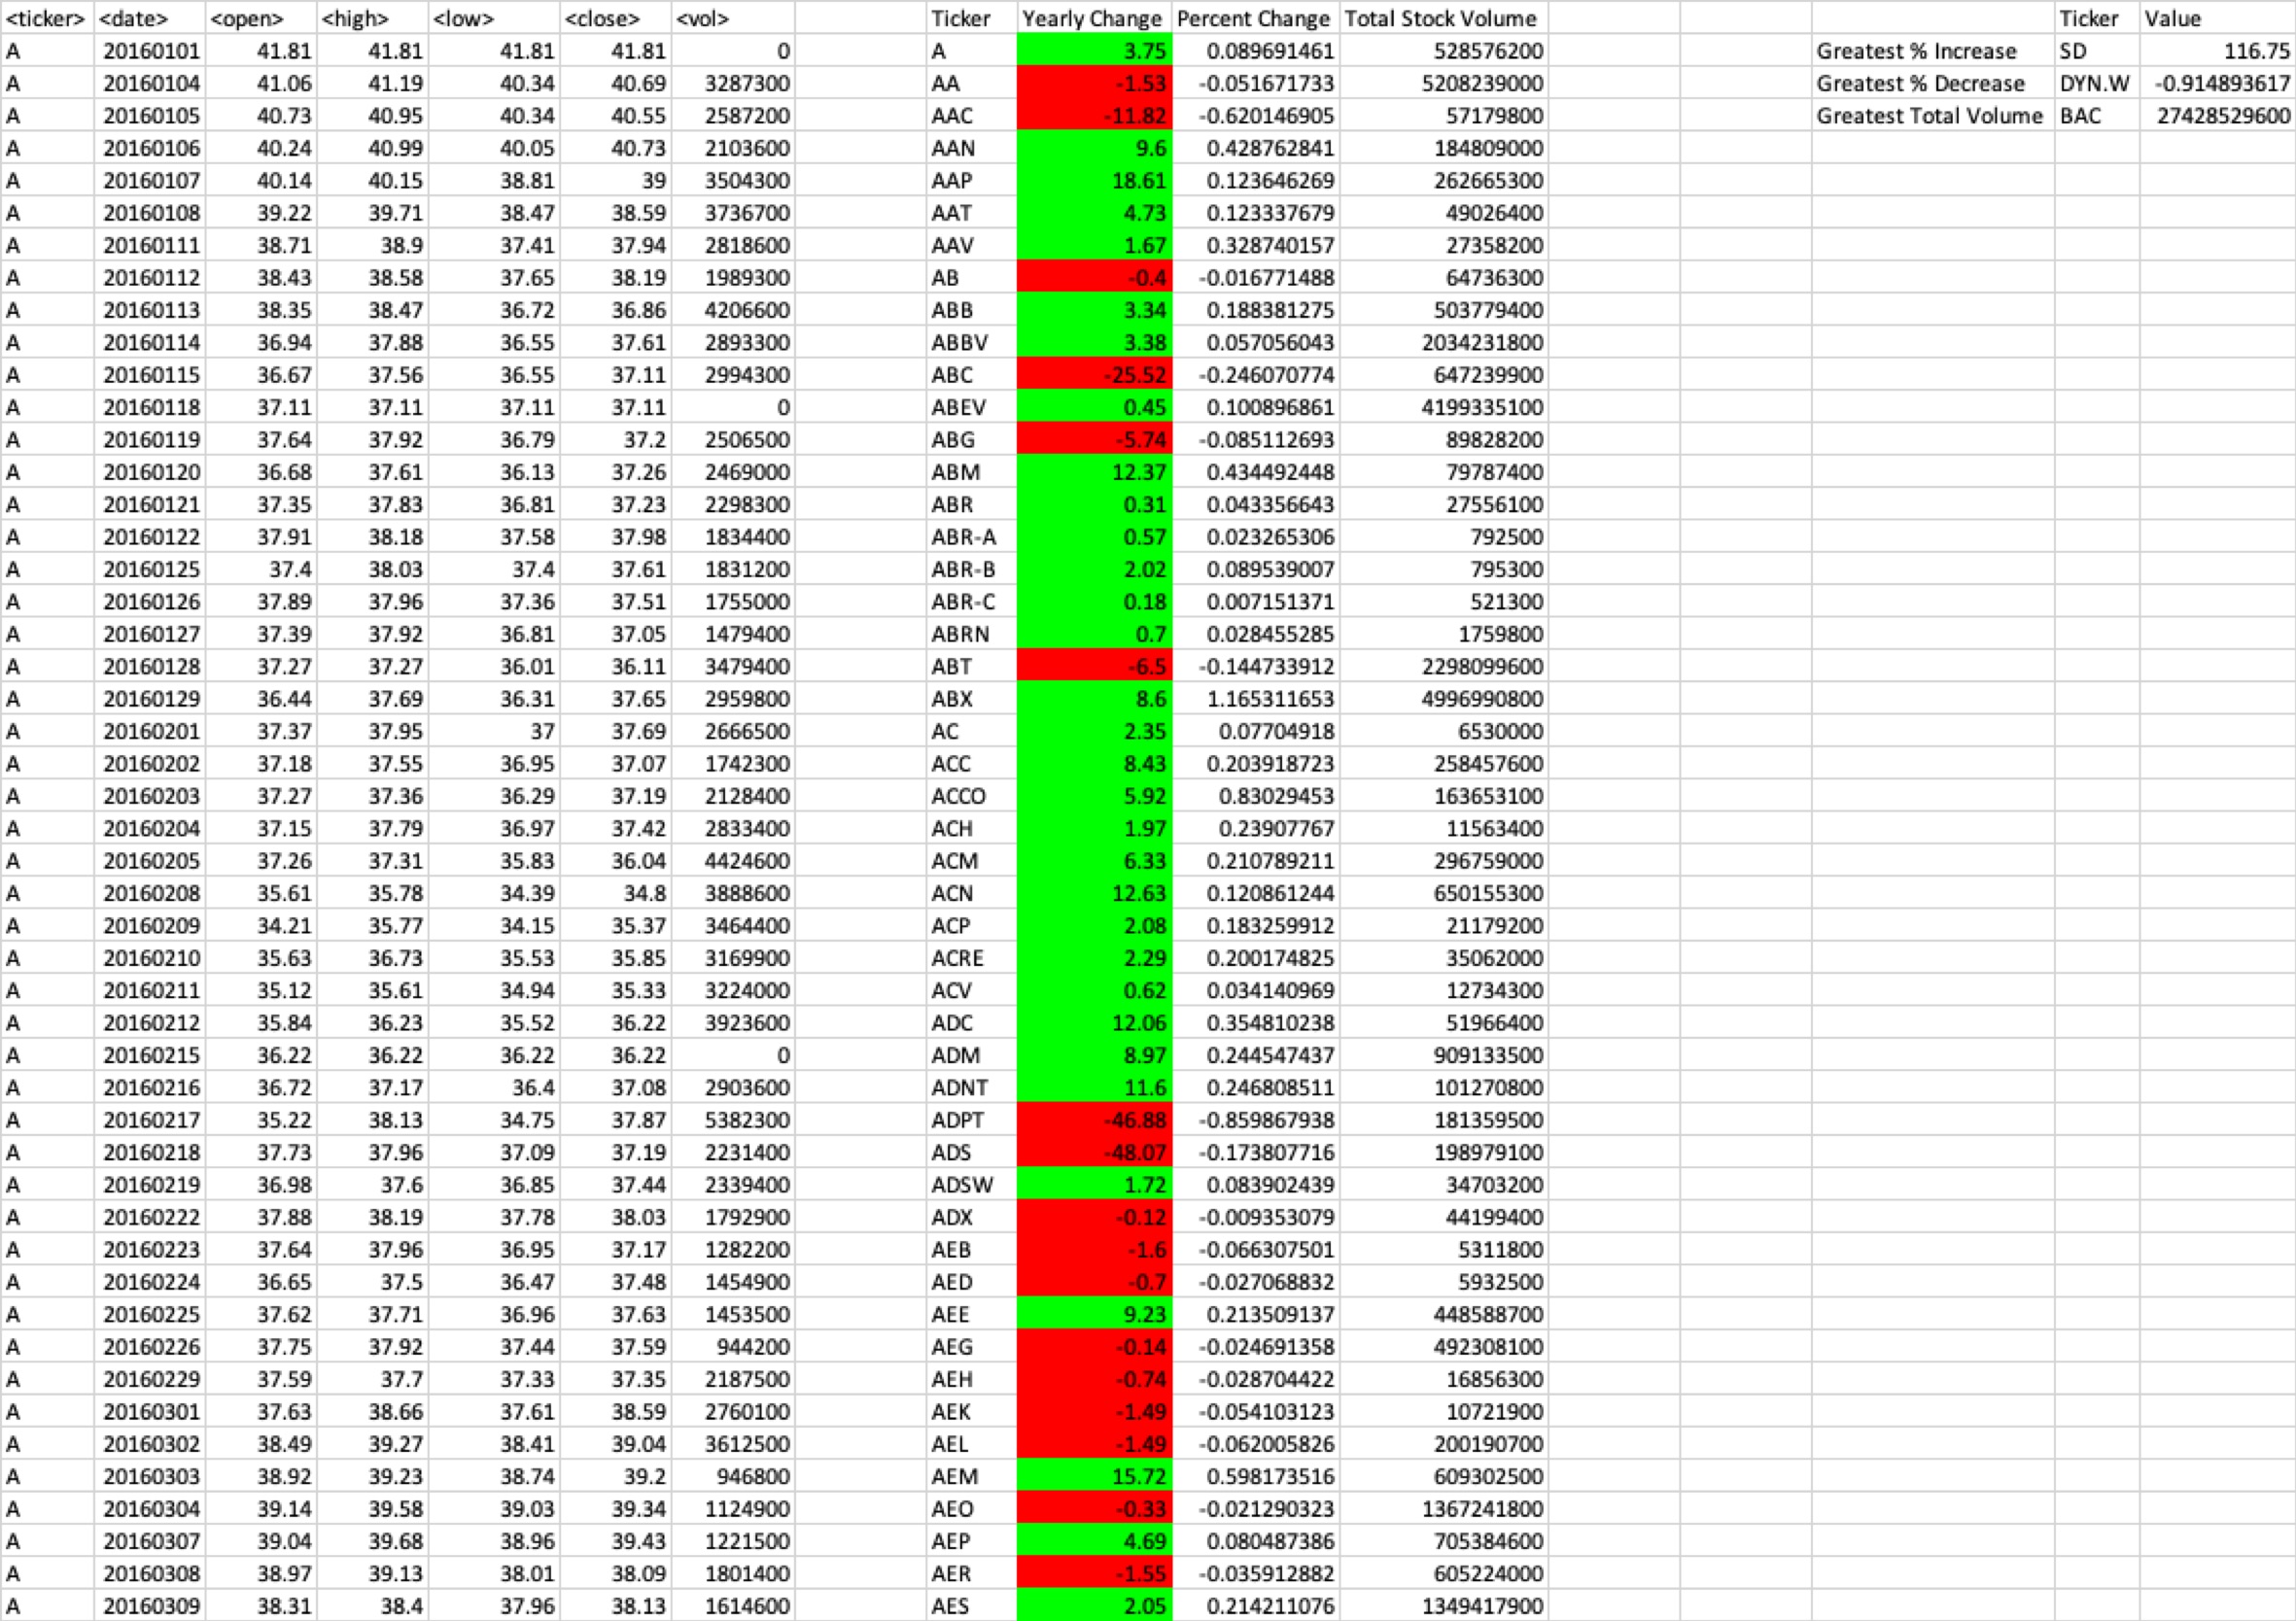 <ticker> <date> <open> <high> <low> <close> <vol> Ticker Yearly Change Percent Change Total Stock Volume Ticker Value
A 20160101 41.81 41.81 41.81 41.81 0 A 3.75 0.089691461 528576200 Greatest % Increase SD 116.75
A 20160104 41.06 41.19 40.34 40.69 3287300 AA -1.53 -0.051671733 5208239000 Greatest % Decrease DYN.W -0.914893617
A 20160105 40.73 40.95 40.34 40.55 2587200 AAC -11.82 -0.620146905 57179800 Greatest Total Volume BAC 27428529600
A 20160106 40.24 40.99 40.05 40.73 2103600 AAN 9.6 0.428762841 184809000
A 20160107 40.14 40.15 38.81 39 3504300 AAP 18.61 0.123646269 262665300
A 20160108 39.22 39.71 38.47 38.59 3736700 AAT 4.73 0.123337679 49026400
A 20160111 38.71 38.9 37.41 37.94 2818600 AAV 1.67 0.328740157 27358200
A 20160112 38.43 38.58 37.65 38.19 1989300 AB -0.4 -0.016771488 64736300
A 20160113 38.35 38.47 36.72 36.86 4206600 ABB 3.34 0.188381275 503779400
A 20160114 36.94 37.88 36.55 37.61 2893300 ABBV 3.38 0.057056043 2034231800
A 20160115 36.67 37.56 36.55 37.11 2994300 ABC -25.52 -0.246070774 647239900
A 20160118 37.11 37.11 37.11 37.11 0 ABEV 0.45 0.100896861 4199335100
A 20160119 37.64 37.92 36.79 37.2 2506500 ABG -5.74 -0.085112693 89828200
A 20160120 36.68 37.61 36.13 37.26 2469000 ABM 12.37 0.434492448 79787400
A 20160121 37.35 37.83 36.81 37.23 2298300 ABR 0.31 0.043356643 27556100
A 20160122 37.91 38.18 37.58 37.98 1834400 ABR-A 0.57 0.023265306 792500
A 20160125 37.4 38.03 37.4 37.61 1831200 ABR-B 2.02 0.089539007 795300
A 20160126 37.89 37.96 37.36 37.51 1755000 ABR-C 0.18 0.007151371 521300
A 20160127 37.39 37.92 36.81 37.05 1479400 ABRN 0.7 0.028455285 1759800
A 20160128 37.27 37.27 36.01 36.11 3479400 ABT -6.5 -0.144733912 2298099600
A 20160129 36.44 37.69 36.31 37.65 2959800 ABX 8.6 1.165311653 4996990800
A 20160201 37.37 37.95 37 37.69 2666500 AC 2.35 0.07704918 6530000
A 20160202 37.18 37.55 36.95 37.07 1742300 ACC 8.43 0.203918723 258457600
A 20160203 37.27 37.36 36.29 37.19 2128400 ACCO 5.92 0.83029453 163653100
A 20160204 37.15 37.79 36.97 37.42 2833400 ACH 1.97 0.23907767 11563400
A 20160205 37.26 37.31 35.83 36.04 4424600 ACM 6.33 0.210789211 296759000
A 20160208 35.61 35.78 34.39 34.8 3888600 ACN 12.63 0.120861244 650155300
A 20160209 34.21 35.77 34.15 35.37 3464400 ACP 2.08 0.183259912 21179200
A 20160210 35.63 36.73 35.53 35.85 3169900 ACRE 2.29 0.200174825 35062000
A 20160211 35.12 35.61 34.94 35.33 3224000 ACV 0.62 0.034140969 12734300
A 20160212 35.84 36.23 35.52 36.22 3923600 ADC 12.06 0.354810238 51966400
A 20160215 36.22 36.22 36.22 36.22 0 ADM 8.97 0.244547437 909133500
A 20160216 36.72 37.17 36.4 37.08 2903600 ADNT 11.6 0.246808511 101270800
A 20160217 35.22 38.13 34.75 37.87 5382300 ADPT -46.88 -0.859867938 181359500
A 20160218 37.73 37.96 37.09 37.19 2231400 ADS -48.07 -0.173807716 198979100
A 20160219 36.98 37.6 36.85 37.44 2339400 ADSW 1.72 0.083902439 34703200
A 20160222 37.88 38.19 37.78 38.03 1792900 ADX -0.12 -0.009353079 44199400
A 20160223 37.64 37.96 36.95 37.17 1282200 AEB -1.6 -0.066307501 5311800
A 20160224 36.65 37.5 36.47 37.48 1454900 AED -0.7 -0.027068832 5932500
A 20160225 37.62 37.71 36.96 37.63 1453500 AEE 9.23 0.213509137 448588700
A 20160226 37.75 37.92 37.44 37.59 944200 AEG -0.14 -0.024691358 492308100
A 20160229 37.59 37.7 37.33 37.35 2187500 AEH -0.74 -0.028704422 16856300
A 20160301 37.63 38.66 37.61 38.59 2760100 AEK -1.49 -0.054103123 10721900
A 20160302 38.49 39.27 38.41 39.04 3612500 AEL -1.49 -0.062005826 200190700
A 20160303 38.92 39.23 38.74 39.2 946800 AEM 15.72 0.598173516 609302500
A 20160304 39.14 39.58 39.03 39.34 1124900 AEO -0.33 -0.021290323 1367241800
A 20160307 39.04 39.68 38.96 39.43 1221500 AEP 4.69 0.080487386 705384600
A 20160308 38.97 39.13 38.01 38.09 1801400 AER -1.55 -0.035912882 605224000
A 20160309 38.31 38.4 37.96 38.13 1614600 AES 2.05 0.214211076 1349417900